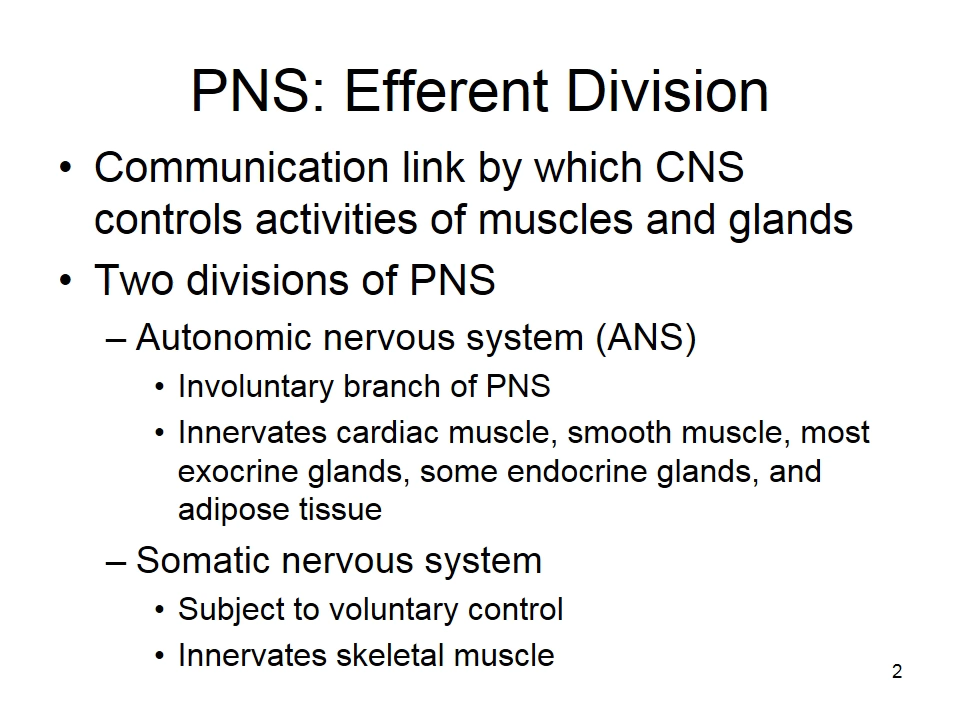 PNS: Efferent Division
• Communication link by which CNS
controls activities of muscles and glands
• Two divisions of PNS
– Autonomic nervous system (ANS)
• Involuntary branch of PNS
• Innervates cardiac muscle, smooth muscle, most
exocrine glands, some endocrine glands, and
adipose tissue
– Somatic nervous system
• Subject to voluntary control
• Innervates skeletal muscle
2